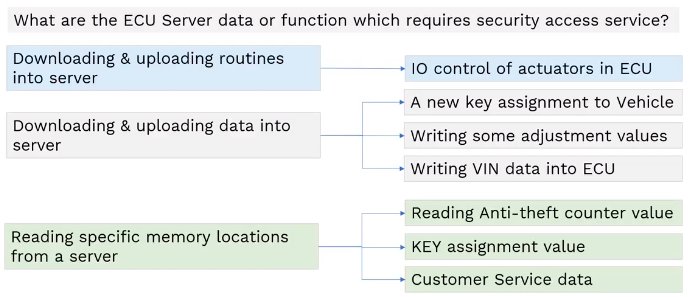 What are the ECU Server data or function which requires security access service?
Downloading & uploading routines
into server
IO control of actuators in ECU
Downloading & uploading data into
server
A new key assignment to Vehicle
Writing some adjustment values
Writing VIN data into ECU
Reading specific memory locations
from a server
Reading Anti-theft counter value
KEY assignment value
Customer Service data